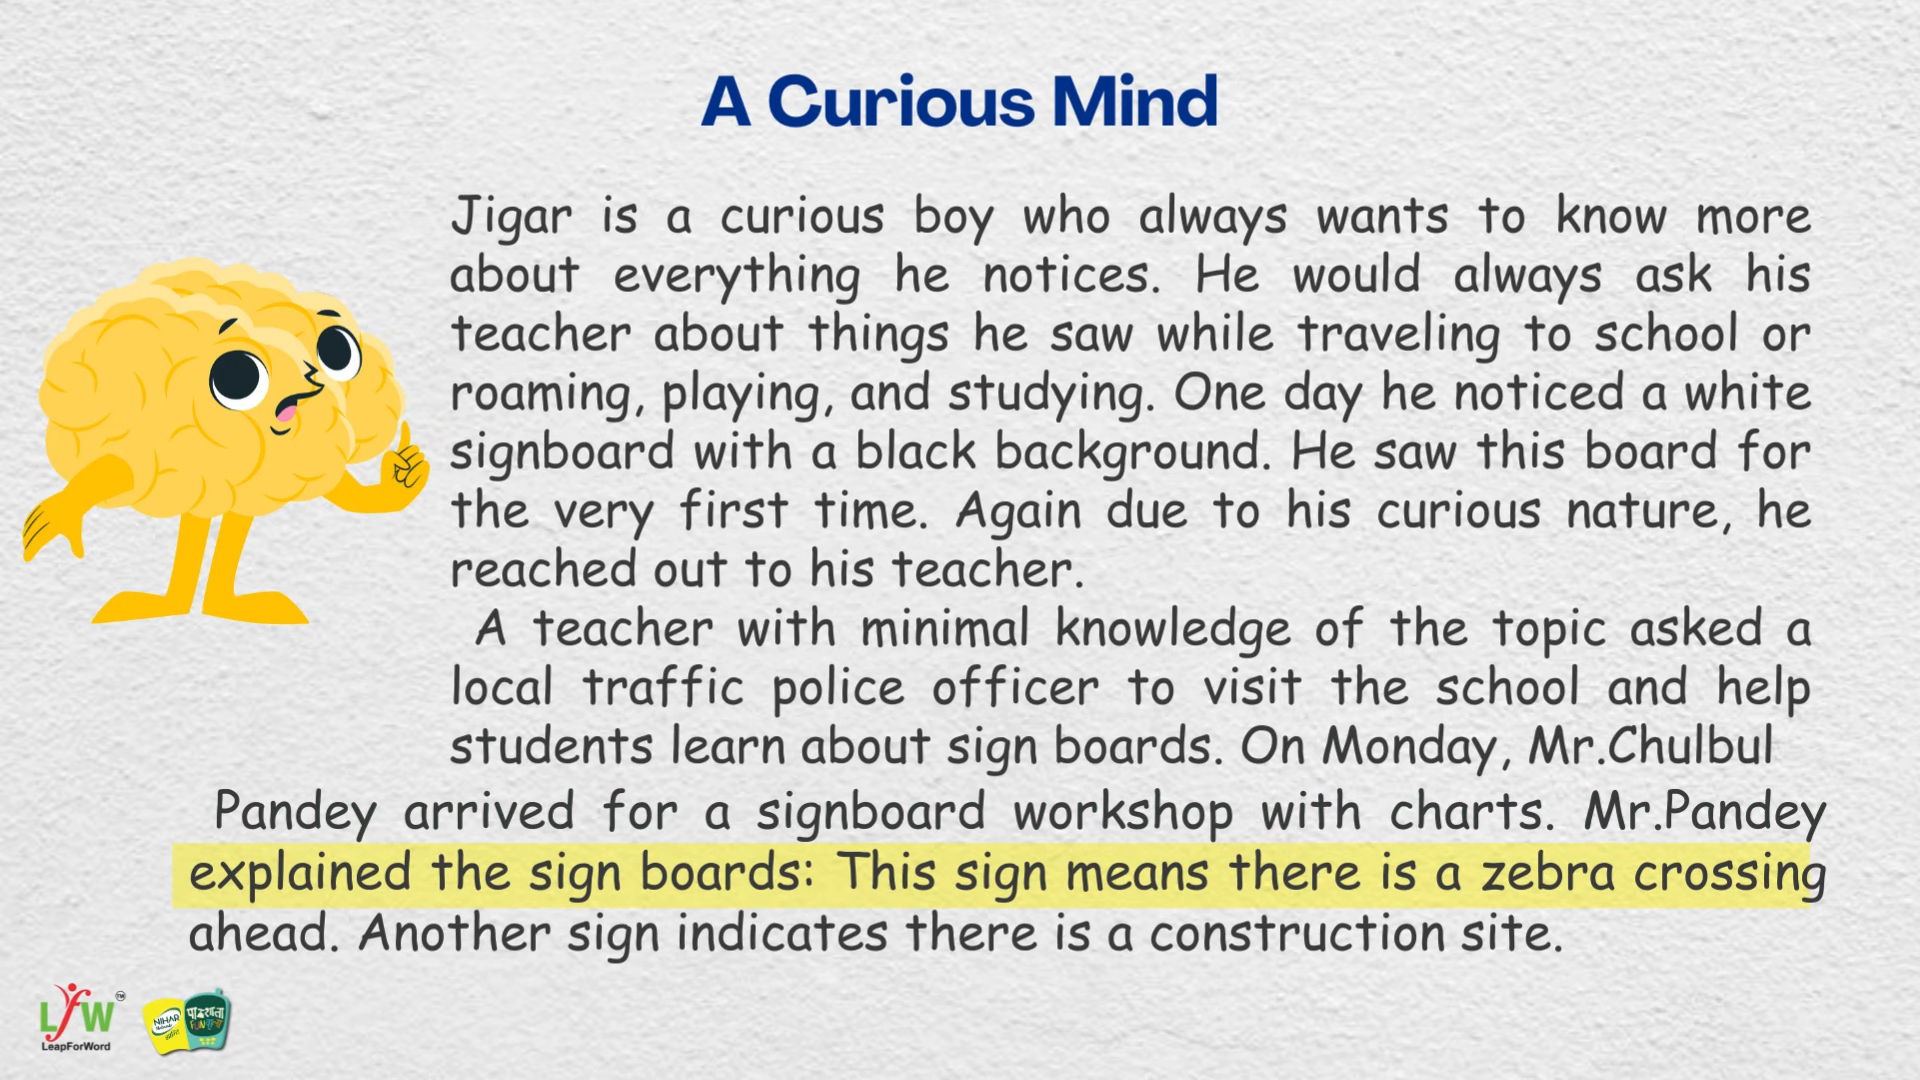 A Curious Mind
Jigar is a curious boy who always wants to know more
about everything he notices. He would always ask his
teacher about things he saw while traveling to school or
roaming, playing, and studying. One day he noticed a white
signboard with a black background. He saw this board for
the very first time. Again due to his curious nature, he
reached out to his teacher.
A teacher with minimal knowledge of the topic asked a
local traffic police officer to visit the school and help
students learn about sign boards. On Monday, Mr.Chulbul
Pandey arrived for a signboard workshop with charts. Mr.Pandey
explained the sign boards: This sign means there is a zebra crossing
ahead. Another sign indicates there is a construction site.
LfW TM
LeapForWord
NIHAR
पाठशाला
FUN